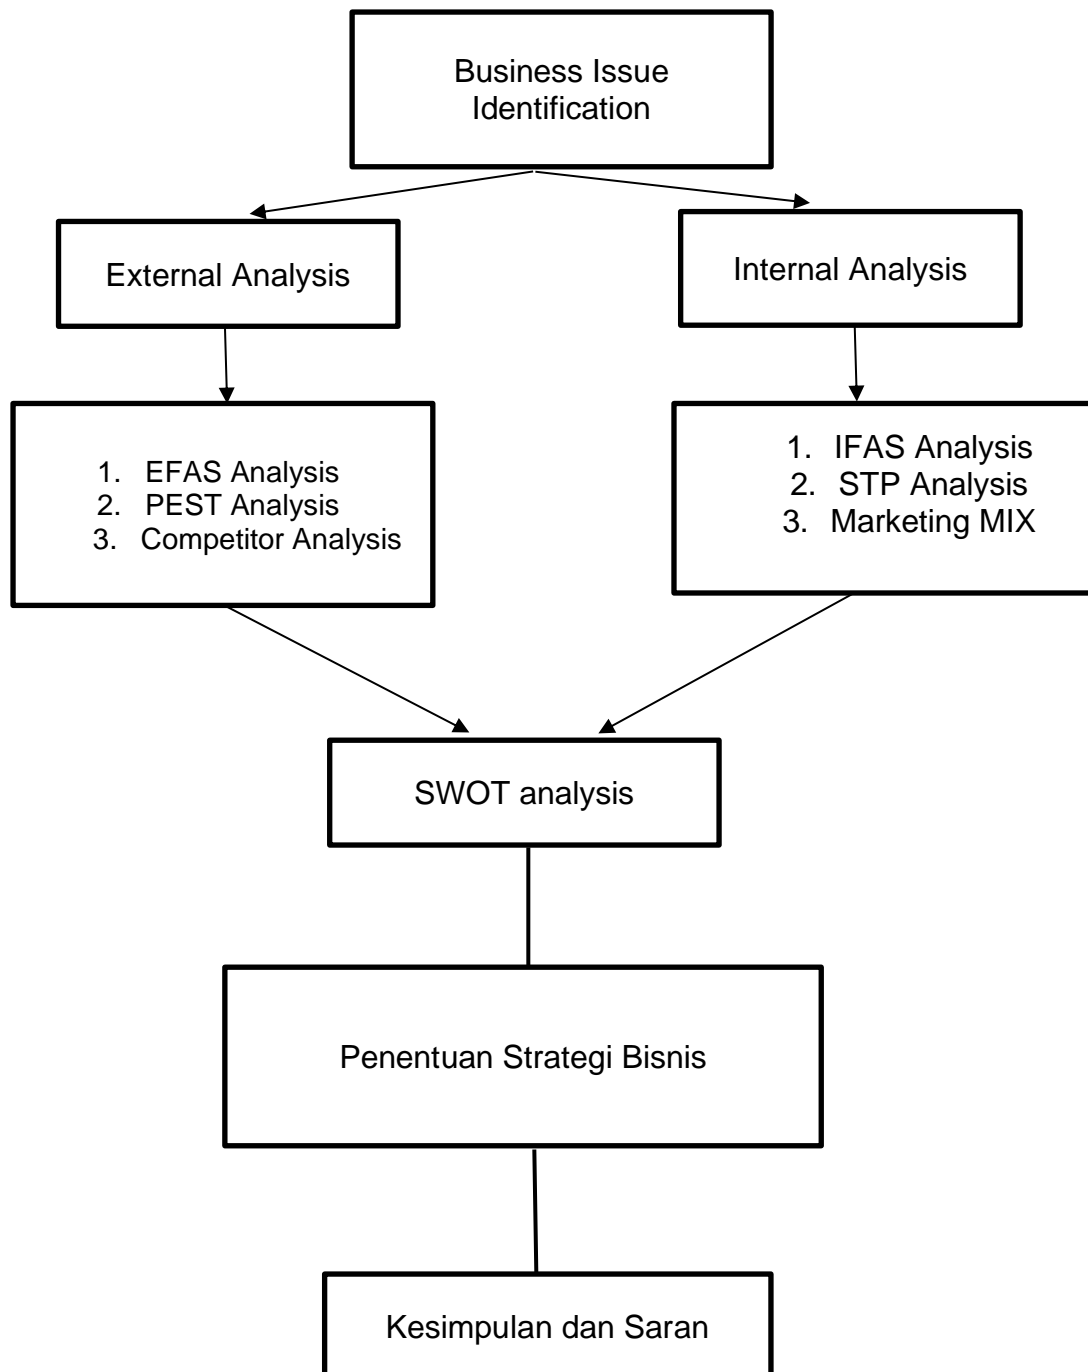 Business Issue
Identification
External Analysis
Internal Analysis
1. EFAS Analysis
2. PEST Analysis
3. Competitor Analysis
1. IFAS Analysis
2. STP Analysis
3. Marketing MIX
SWOT analysis
Penentuan Strategi Bisnis
Kesimpulan dan Saran